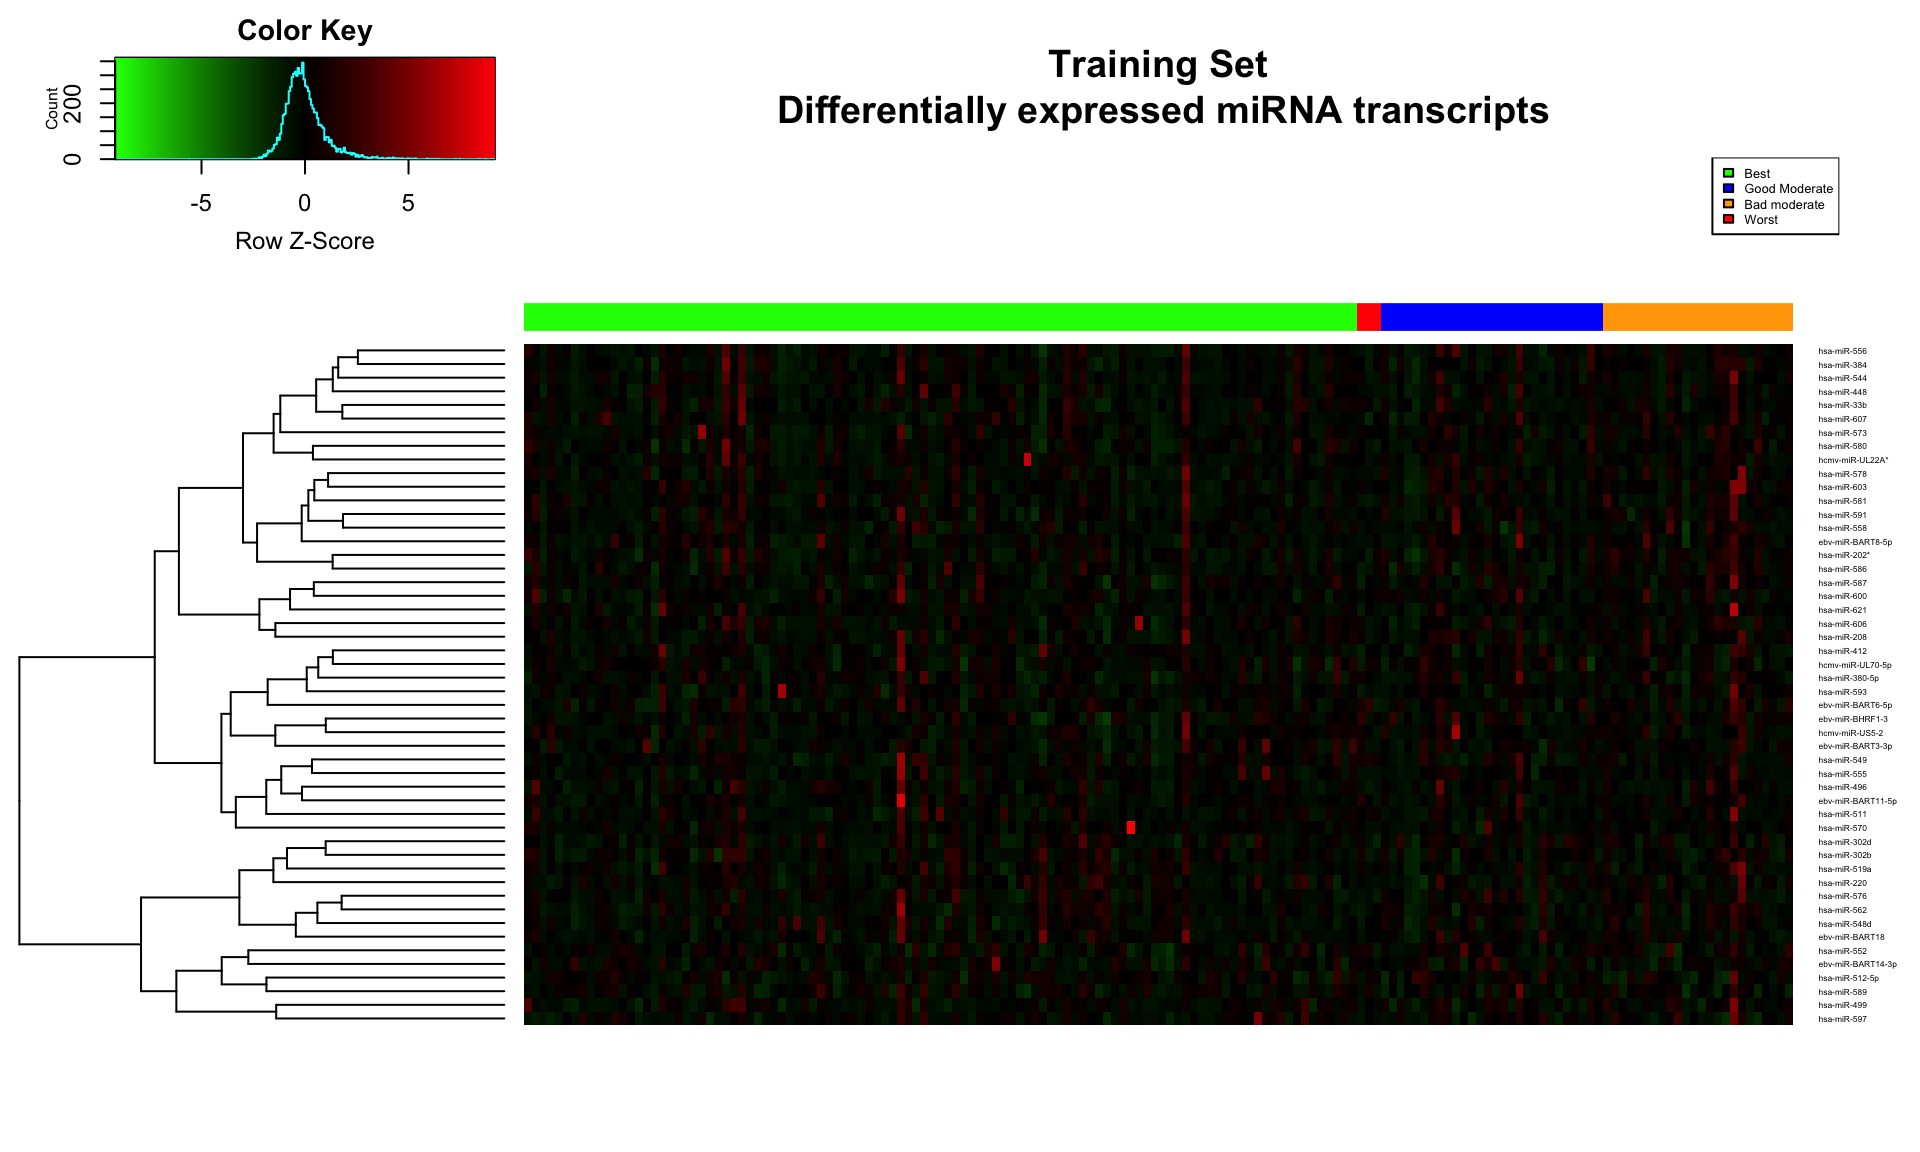 Color Key
Count
0
200
-5 0 5
Row Z-Score
Training Set
Differentially expressed miRNA transcripts
Best
Good Moderate
Bad moderate
Worst
hsa-miR-556
hsa-miR-384
hsa-miR-544
hsa-miR-448
hsa-miR-33b
hsa-miR-607
hsa-miR-573
hsa-miR-580
hcmv-miR-UL22A*
hsa-miR-578
hsa-miR-603
hsa-miR-581
hsa-miR-591
hsa-miR-558
ebv-miR-BART8-5p
hsa-miR-202*
hsa-miR-586
hsa-miR-587
hsa-miR-600
hsa-miR-621
hsa-miR-606
hsa-miR-208
hsa-miR-412
hcmv-miR-UL70-5p
hsa-miR-380-5p
hsa-miR-593
ebv-miR-BART6-5p
ebv-miR-BHRF1-3
hcmv-miR-US5-2
ebv-miR-BART3-3p
hsa-miR-549
hsa-miR-555
hsa-miR-496
ebv-miR-BART11-5p
hsa-miR-511
hsa-miR-570
hsa-miR-302d
hsa-miR-302b
hsa-miR-519a
hsa-miR-220
hsa-miR-576
hsa-miR-562
hsa-miR-548d
ebv-miR-BART18
hsa-miR-552
ebv-miR-BART14-3p
hsa-miR-512-5p
hsa-miR-589
hsa-miR-499
hsa-miR-597